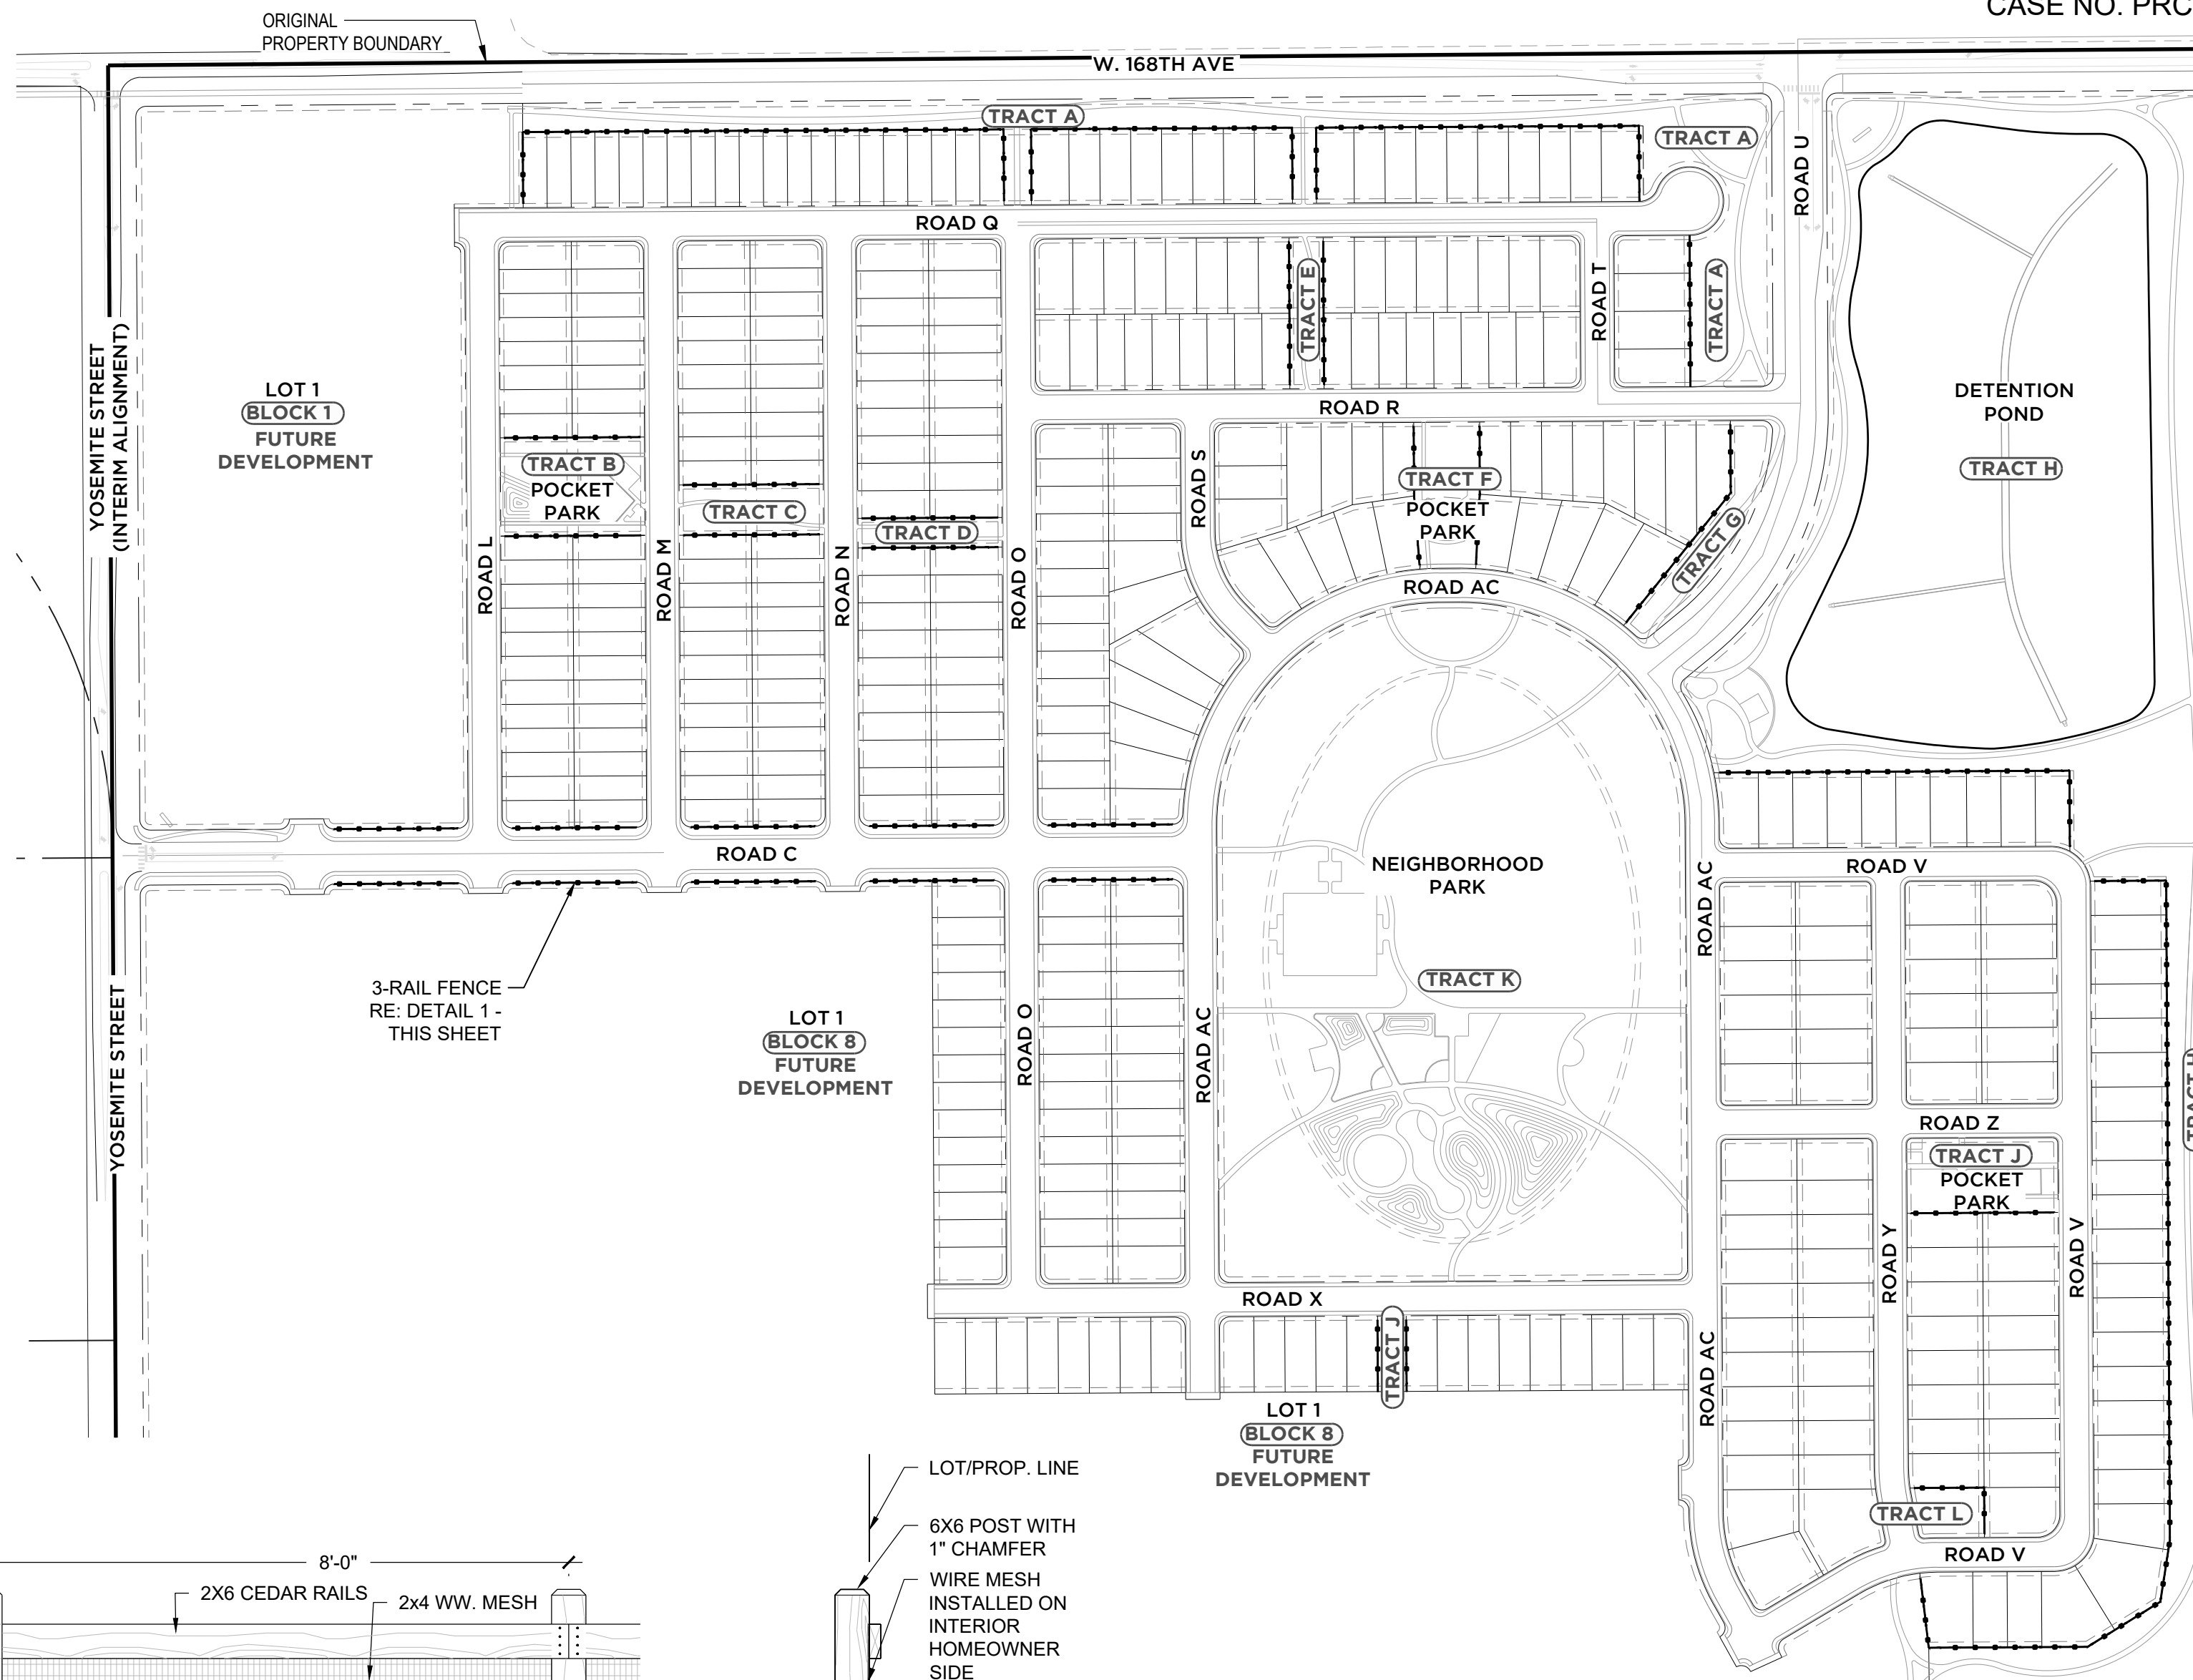 CASE NO. PRC
ORIGINAL
PROPERTY BOUNDARY
W. 168TH AVE
TRACT A
TRACT A
ROAD U
ROAD Q
TRACT E
ROAD T
TRACT A
YOSEMITE STREET
(INTERIM ALIGNMENT)
LOT 1
BLOCK 1
FUTURE
DEVELOPMENT
ROAD R
DETENTION
POND
TRACT H
TRACT B
POCKET
PARK
TRACT C
TRACT D
ROAD S
TRACT F
POCKET
PARK
TRACT G
ROAD L
ROAD M
ROAD N
ROAD O
ROAD AC
ROAD C
NEIGHBORHOOD
PARK
ROAD AC
ROAD V
TRACT K
3-RAIL FENCE
RE: DETAIL 1 -
THIS SHEET
YOSEMITE STREET
LOT 1
BLOCK 8
FUTURE
DEVELOPMENT
ROAD O
ROAD AC
ROAD Z
TRACT J
POCKET
PARK
TRACT H
ROAD Y
ROAD V
ROAD X
TRACT J
ROAD AC
LOT 1
BLOCK 8
FUTURE
DEVELOPMENT
TRACT L
ROAD V
LOT/PROP. LINE
6X6 POST WITH
1" CHAMFER
WIRE MESH
INSTALLED ON
INTERIOR
HOMEOWNER
SIDE
8'-0"
2X6 CEDAR RAILS
2x4 WW. MESH